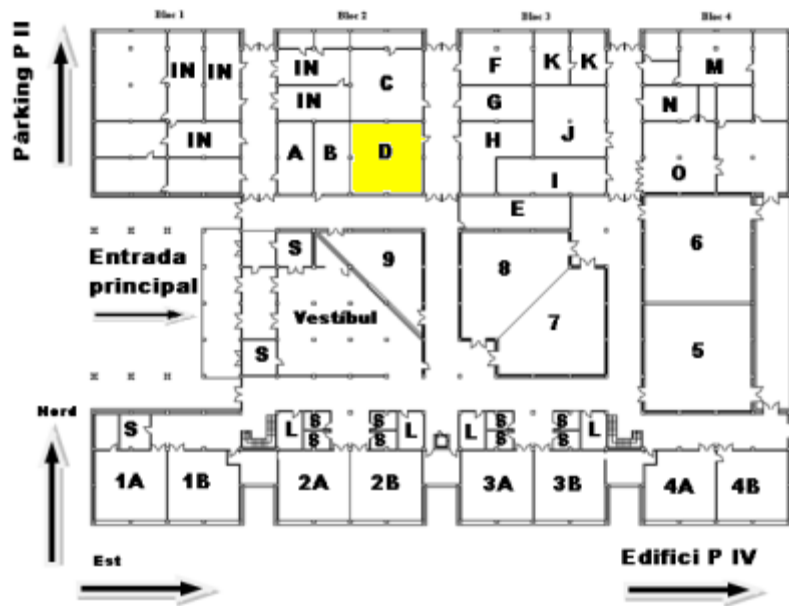 Bloc 1
Bloc 2
Bloc 3
Bloc 4
Pàrking P II
IN
IN
IN
IN
IN
A
B
C
D
F
K
K
G
H
J
I
E
M
N
O
Entrada
principal
S
9
Vestíbul
S
8
7
6
5
Nord
S
L
S
S
S
S
L
L
S
S
S
S
L
1A
1B
2A
2B
3A
3B
4A
4B
Est
Edifici P IV